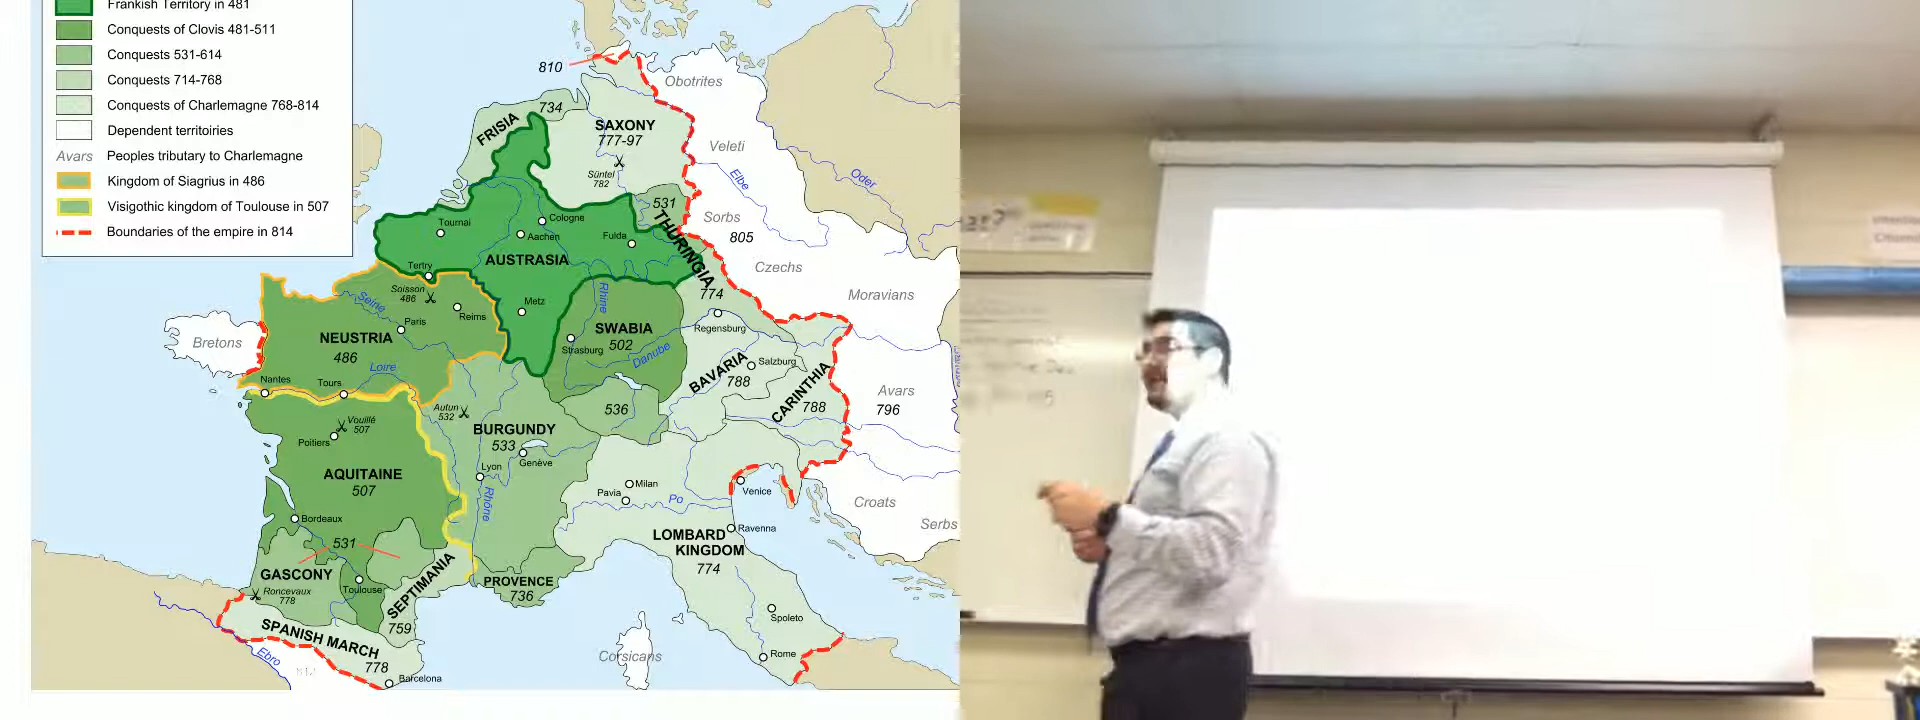 Frankish Territory in 481
Conquests of Clovis 481-511
Conquests 531-614
Conquests 714-768
Conquests of Charlemagne 768-814
Dependent territoiries
Avars Peoples tributary to Charlemagne
Kingdom of Siagrius in 486
Visigothic kingdom of Toulouse in 507
Boundaries of the empire in 814
810
Obotrites
734
FRISIA
SAXONY
777-97
Veleti
Süntel
782
Elbe
Oder
531
THURINGIA
Sorbs
805
Tournai
Cologne
Aachen
Fulda
AUSTRASIA
Czechs
Tertry
Soisson
486
Seine
Reims
Metz
Rhine
774
Moravians
Paris
Regensburg
Bretons
NEUSTRIA
486
SWABIA
502
Strasburg
Danube
Loire
BAVARIA
788
Salzburg
CARINTHIA
788
Nantes
Tours
Avars
796
Autun
532
536
Vouillé
507
Poitiers
BURGUNDY
533
Genève
Lyon
AQUITAINE
507
Rhône
Milan
Pavia
Po
Venice
Croats
Bordeaux
Ravenna
Serbs
531
LOMBARD
KINGDOM
774
GASCONY
Toulouse
SEPTIMANIA
759
PROVENCE
736
Roncevaux
778
SPANISH MARCH
778
Spoleto
Ebro
Corsicans
Rome
Barcelona